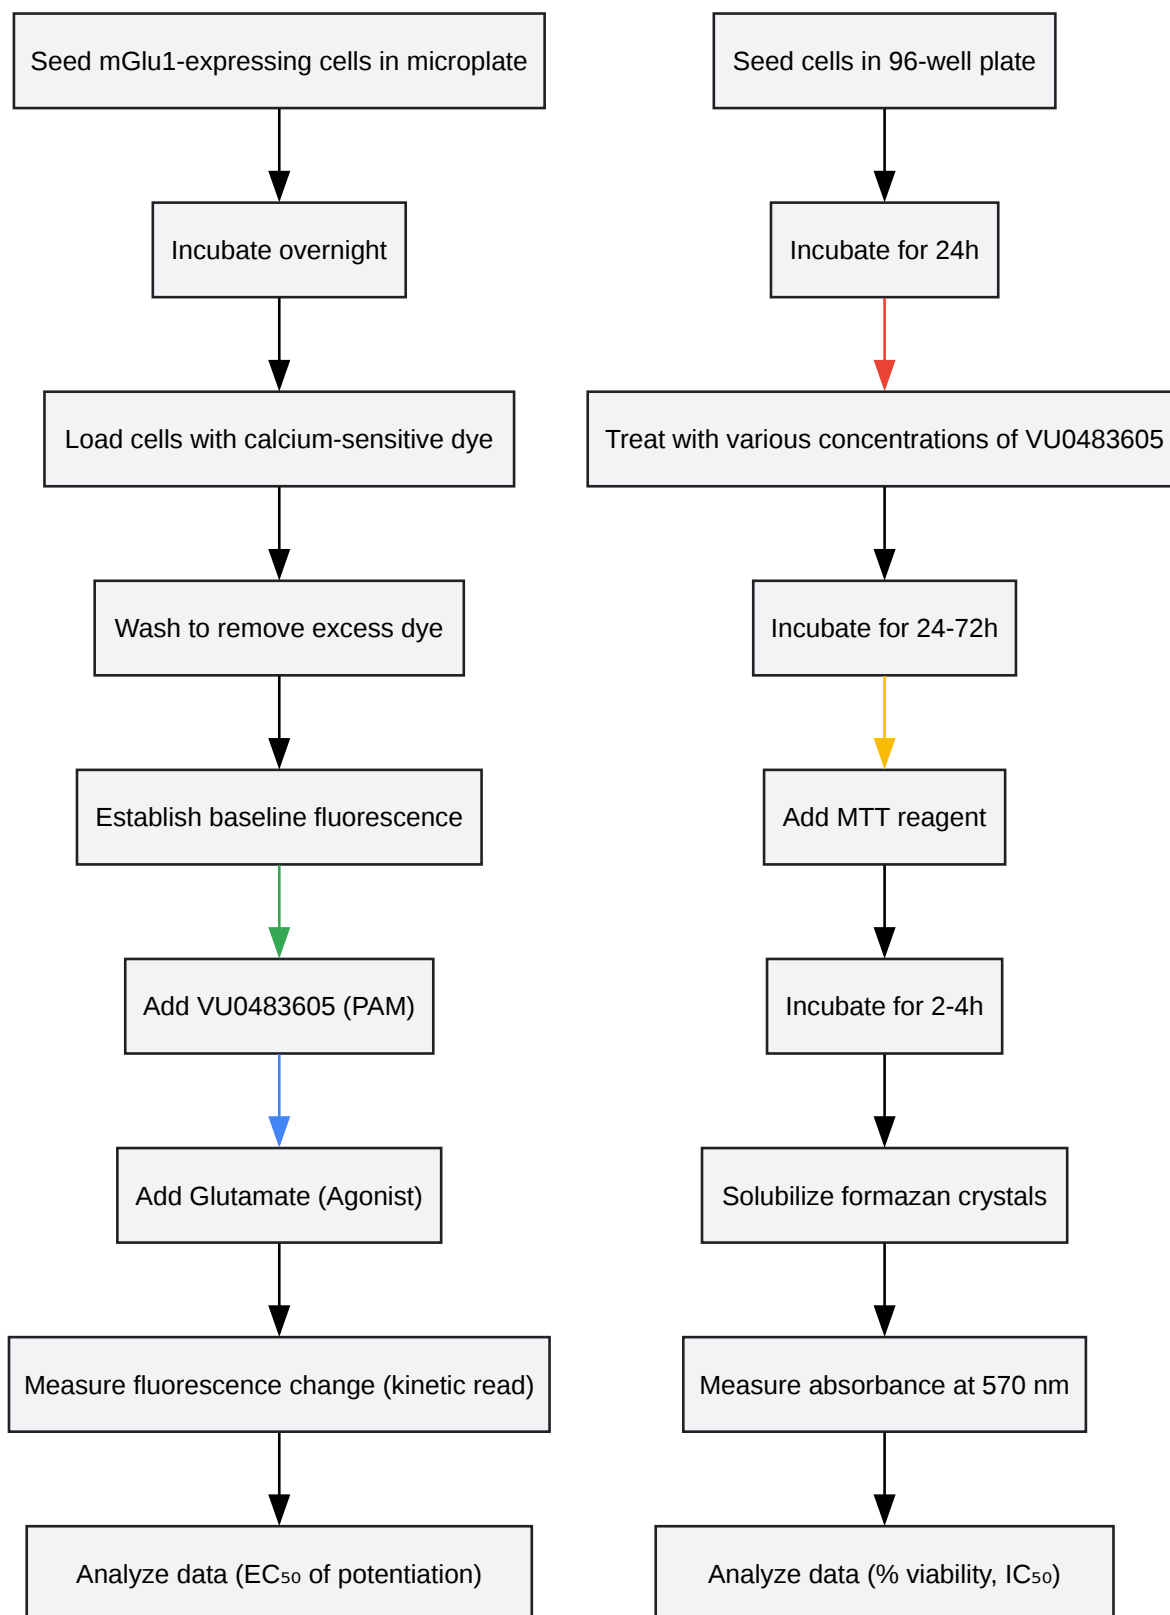 Seed mGlu1-expressing cells in microplate
Incubate overnight
Load cells with calcium-sensitive dye
Wash to remove excess dye
Establish baseline fluorescence
Add VU0483605 (PAM)
Add Glutamate (Agonist)
Measure fluorescence change (kinetic read)
Analyze data (EC₅₀ of potentiation)
Seed cells in 96-well plate
Incubate for 24h
Treat with various concentrations of VU0483605
Incubate for 24-72h
Add MTT reagent
Incubate for 2-4h
Solubilize formazan crystals
Measure absorbance at 570 nm
Analyze data (% viability, IC₅₀)